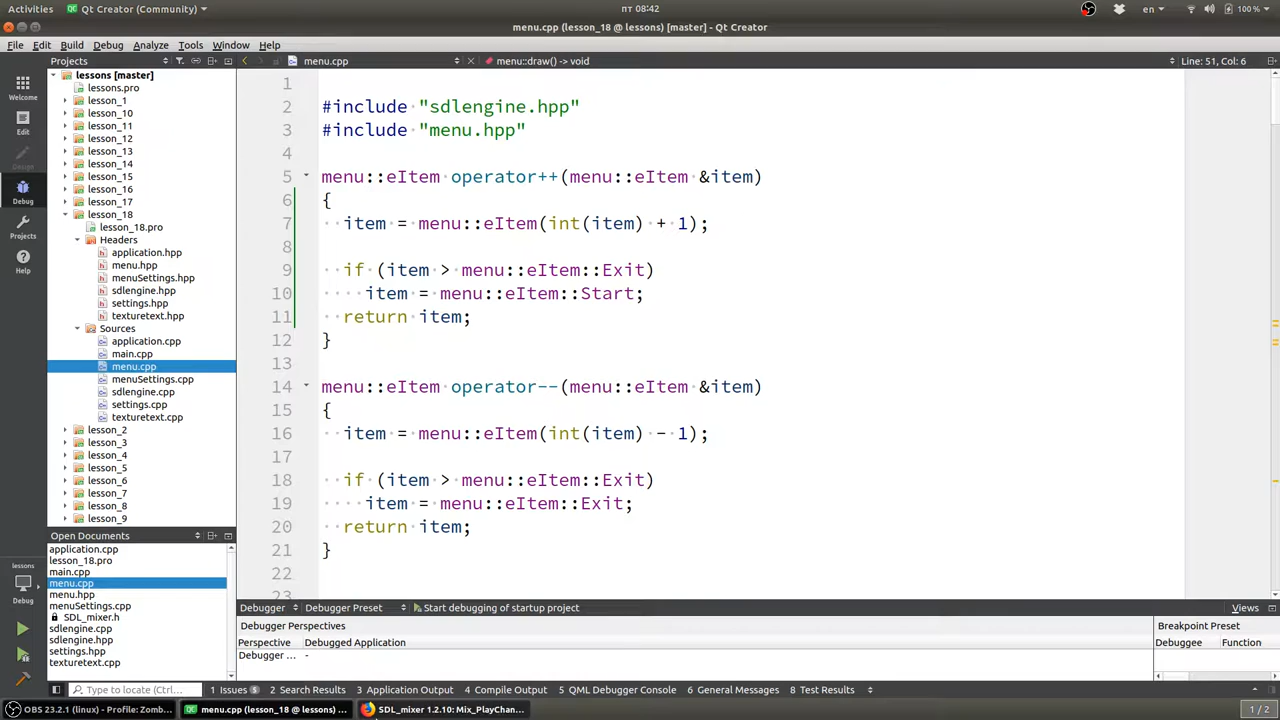 Activities
Qt Creator (Community)
пт 08:42
en
100 %
menu.cpp (lesson_18 @ lessons) [master] - Qt Creator
File Edit Build Debug Analyze Tools Window Help
Projects
menu.cpp
menu::draw() -> void
Line: 51, Col: 6
Welcome
Edit
Design
Debug
Projects
Help
lessons
Debug
lessons [master]
lessons.pro
lesson_1
lesson_10
lesson_11
lesson_12
lesson_13
lesson_14
lesson_15
lesson_16
lesson_17
lesson_18
lesson_18.pro
Headers
application.hpp
menu.hpp
menuSettings.hpp
sdlengine.hpp
settings.hpp
texturetext.hpp
Sources
application.cpp
main.cpp
menu.cpp
menuSettings.cpp
sdlengine.cpp
settings.cpp
texturetext.cpp
lesson_2
lesson_3
lesson_4
lesson_5
lesson_6
lesson_7
lesson_8
lesson_9
Open Documents
application.cpp
lesson_18.pro
main.cpp
menu.cpp
menu.hpp
menuSettings.cpp
SDL_mixer.h
sdlengine.cpp
sdlengine.hpp
settings.hpp
texturetext.cpp
1
2 #include "sdlengine.hpp"
3 #include "menu.hpp"
4
5 menu::eItem operator++(menu::eItem &item)
6 {
7 item = menu::eItem(int(item) + 1);
8
9 if (item > menu::eItem::Exit)
10 item = menu::eItem::Start;
11 return item;
12 }
13
14 menu::eItem operator--(menu::eItem &item)
15 {
16 item = menu::eItem(int(item) - 1);
17
18 if (item > menu::eItem::Exit)
19 item = menu::eItem::Exit;
20 return item;
21 }
22
23
Debugger
Debugger Preset
Start debugging of startup project
Views
Debugger Perspectives
Breakpoint Preset
Perspective Debugged Application
Debuggee Function
Debugger ... -
Type to locate (Ctrl+...
1 Issues 5
2 Search Results
3 Application Output
4 Compile Output
5 QML Debugger Console
6 General Messages
8 Test Results
OBS 23.2.1 (linux) - Profile: Zomb...
menu.cpp (lesson_18 @ lessons) ...
SDL_mixer 1.2.10: Mix_PlayChan...
1 / 2